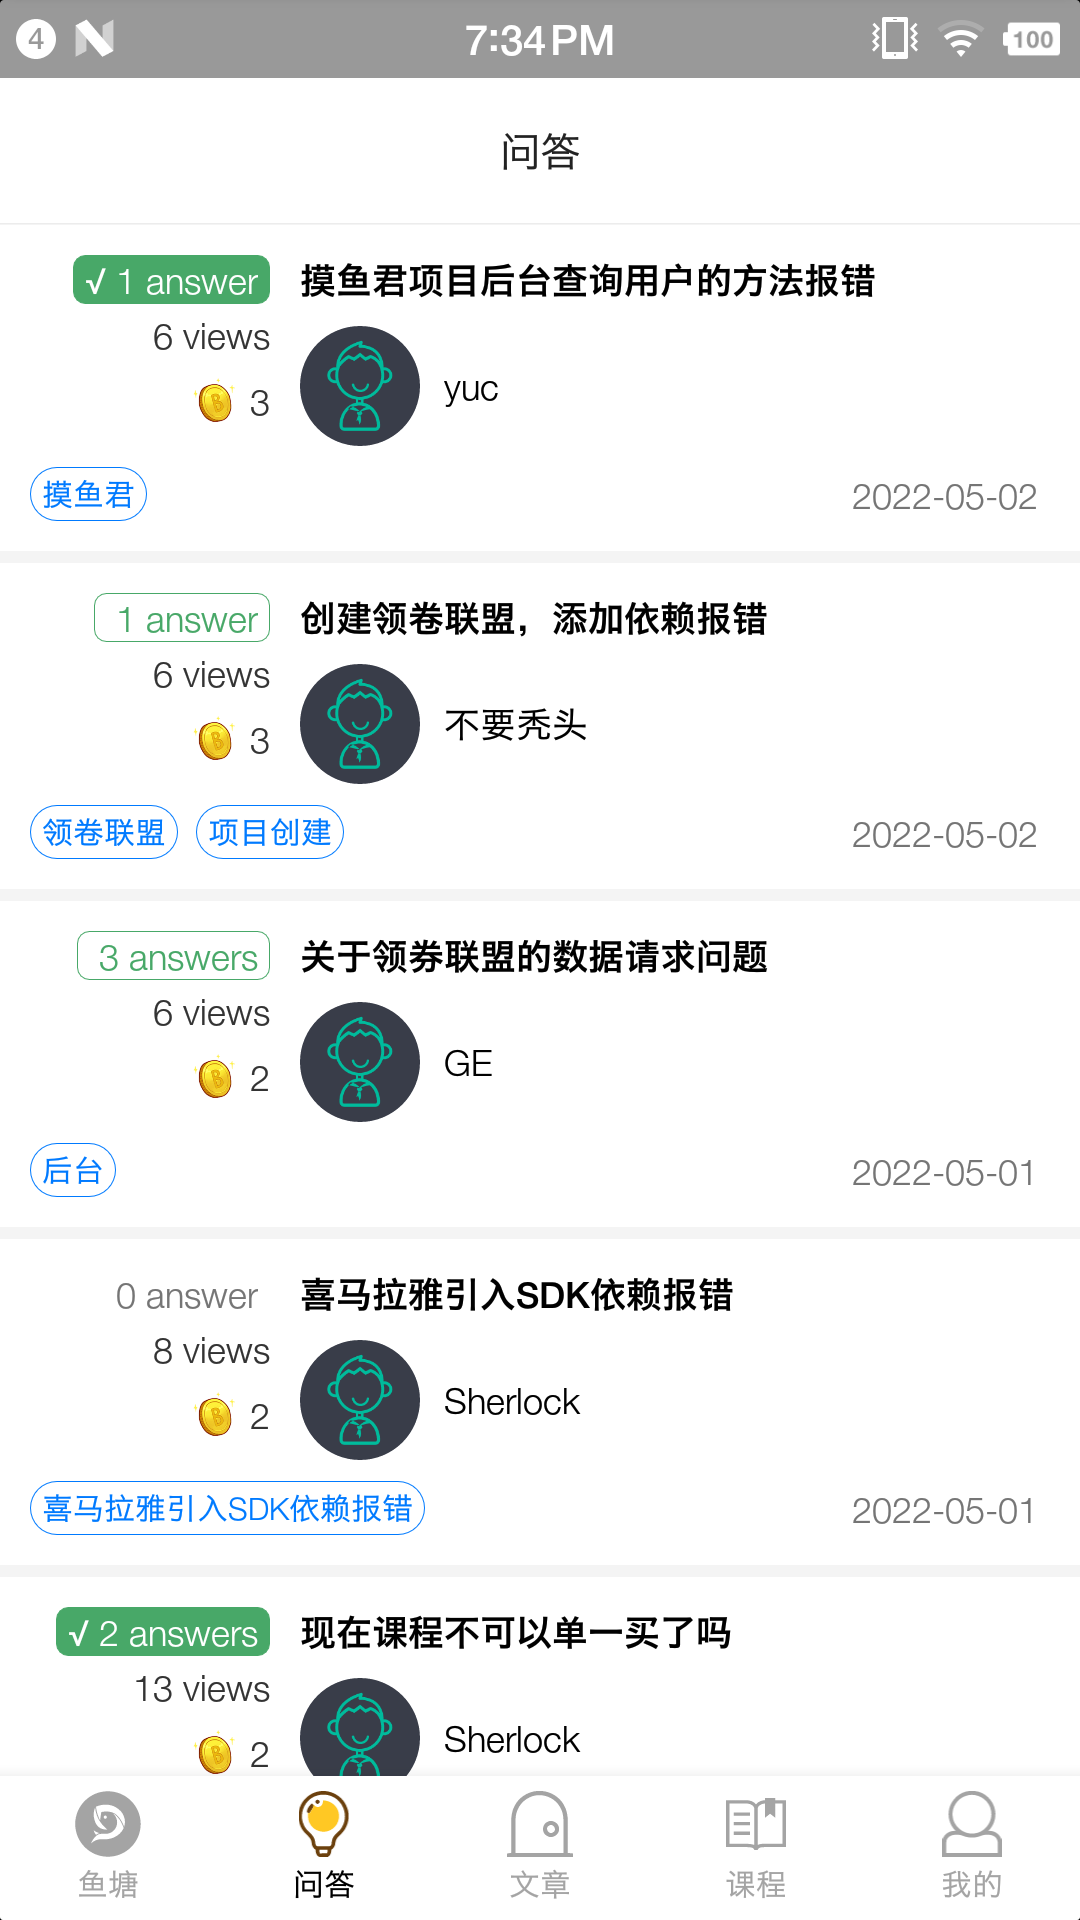 4 7:34 PM 100
问答
√ 1 answer 摸鱼君项目后台查询用户的方法报错
6 views
yuc
3
摸鱼君 2022-05-02
1 answer 创建领卷联盟，添加依赖报错
6 views
不要秃头
3
领卷联盟 项目创建 2022-05-02
3 answers 关于领券联盟的数据请求问题
6 views
GE
2
后台 2022-05-01
0 answer 喜马拉雅引入SDK依赖报错
8 views
Sherlock
2
喜马拉雅引入SDK依赖报错 2022-05-01
√ 2 answers 现在课程不可以单一买了吗
13 views
Sherlock
2
鱼塘 问答 文章 课程 我的